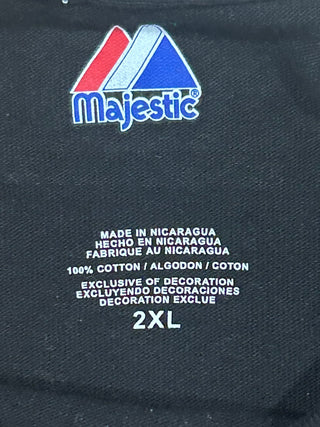 Majestic®
MADE IN NICARAGUA
HECHO EN NICARAGUA
FABRIQUE AU NICARAGUA
100% COTTON / ALGODON / COTON
EXCLUSIVE OF DECORATION
EXCLUYENDO DECORACIONES
DECORATION EXCLUE
2XL